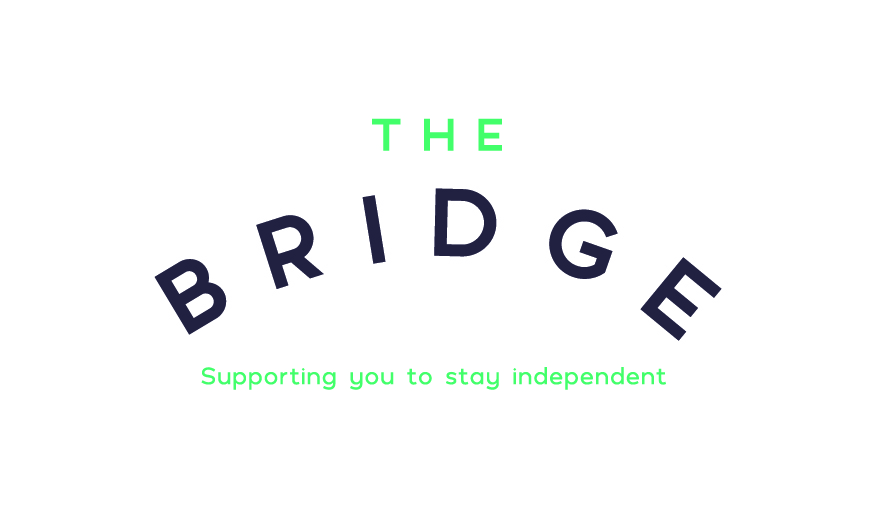 THE
BRIDGE
Supporting you to stay independent